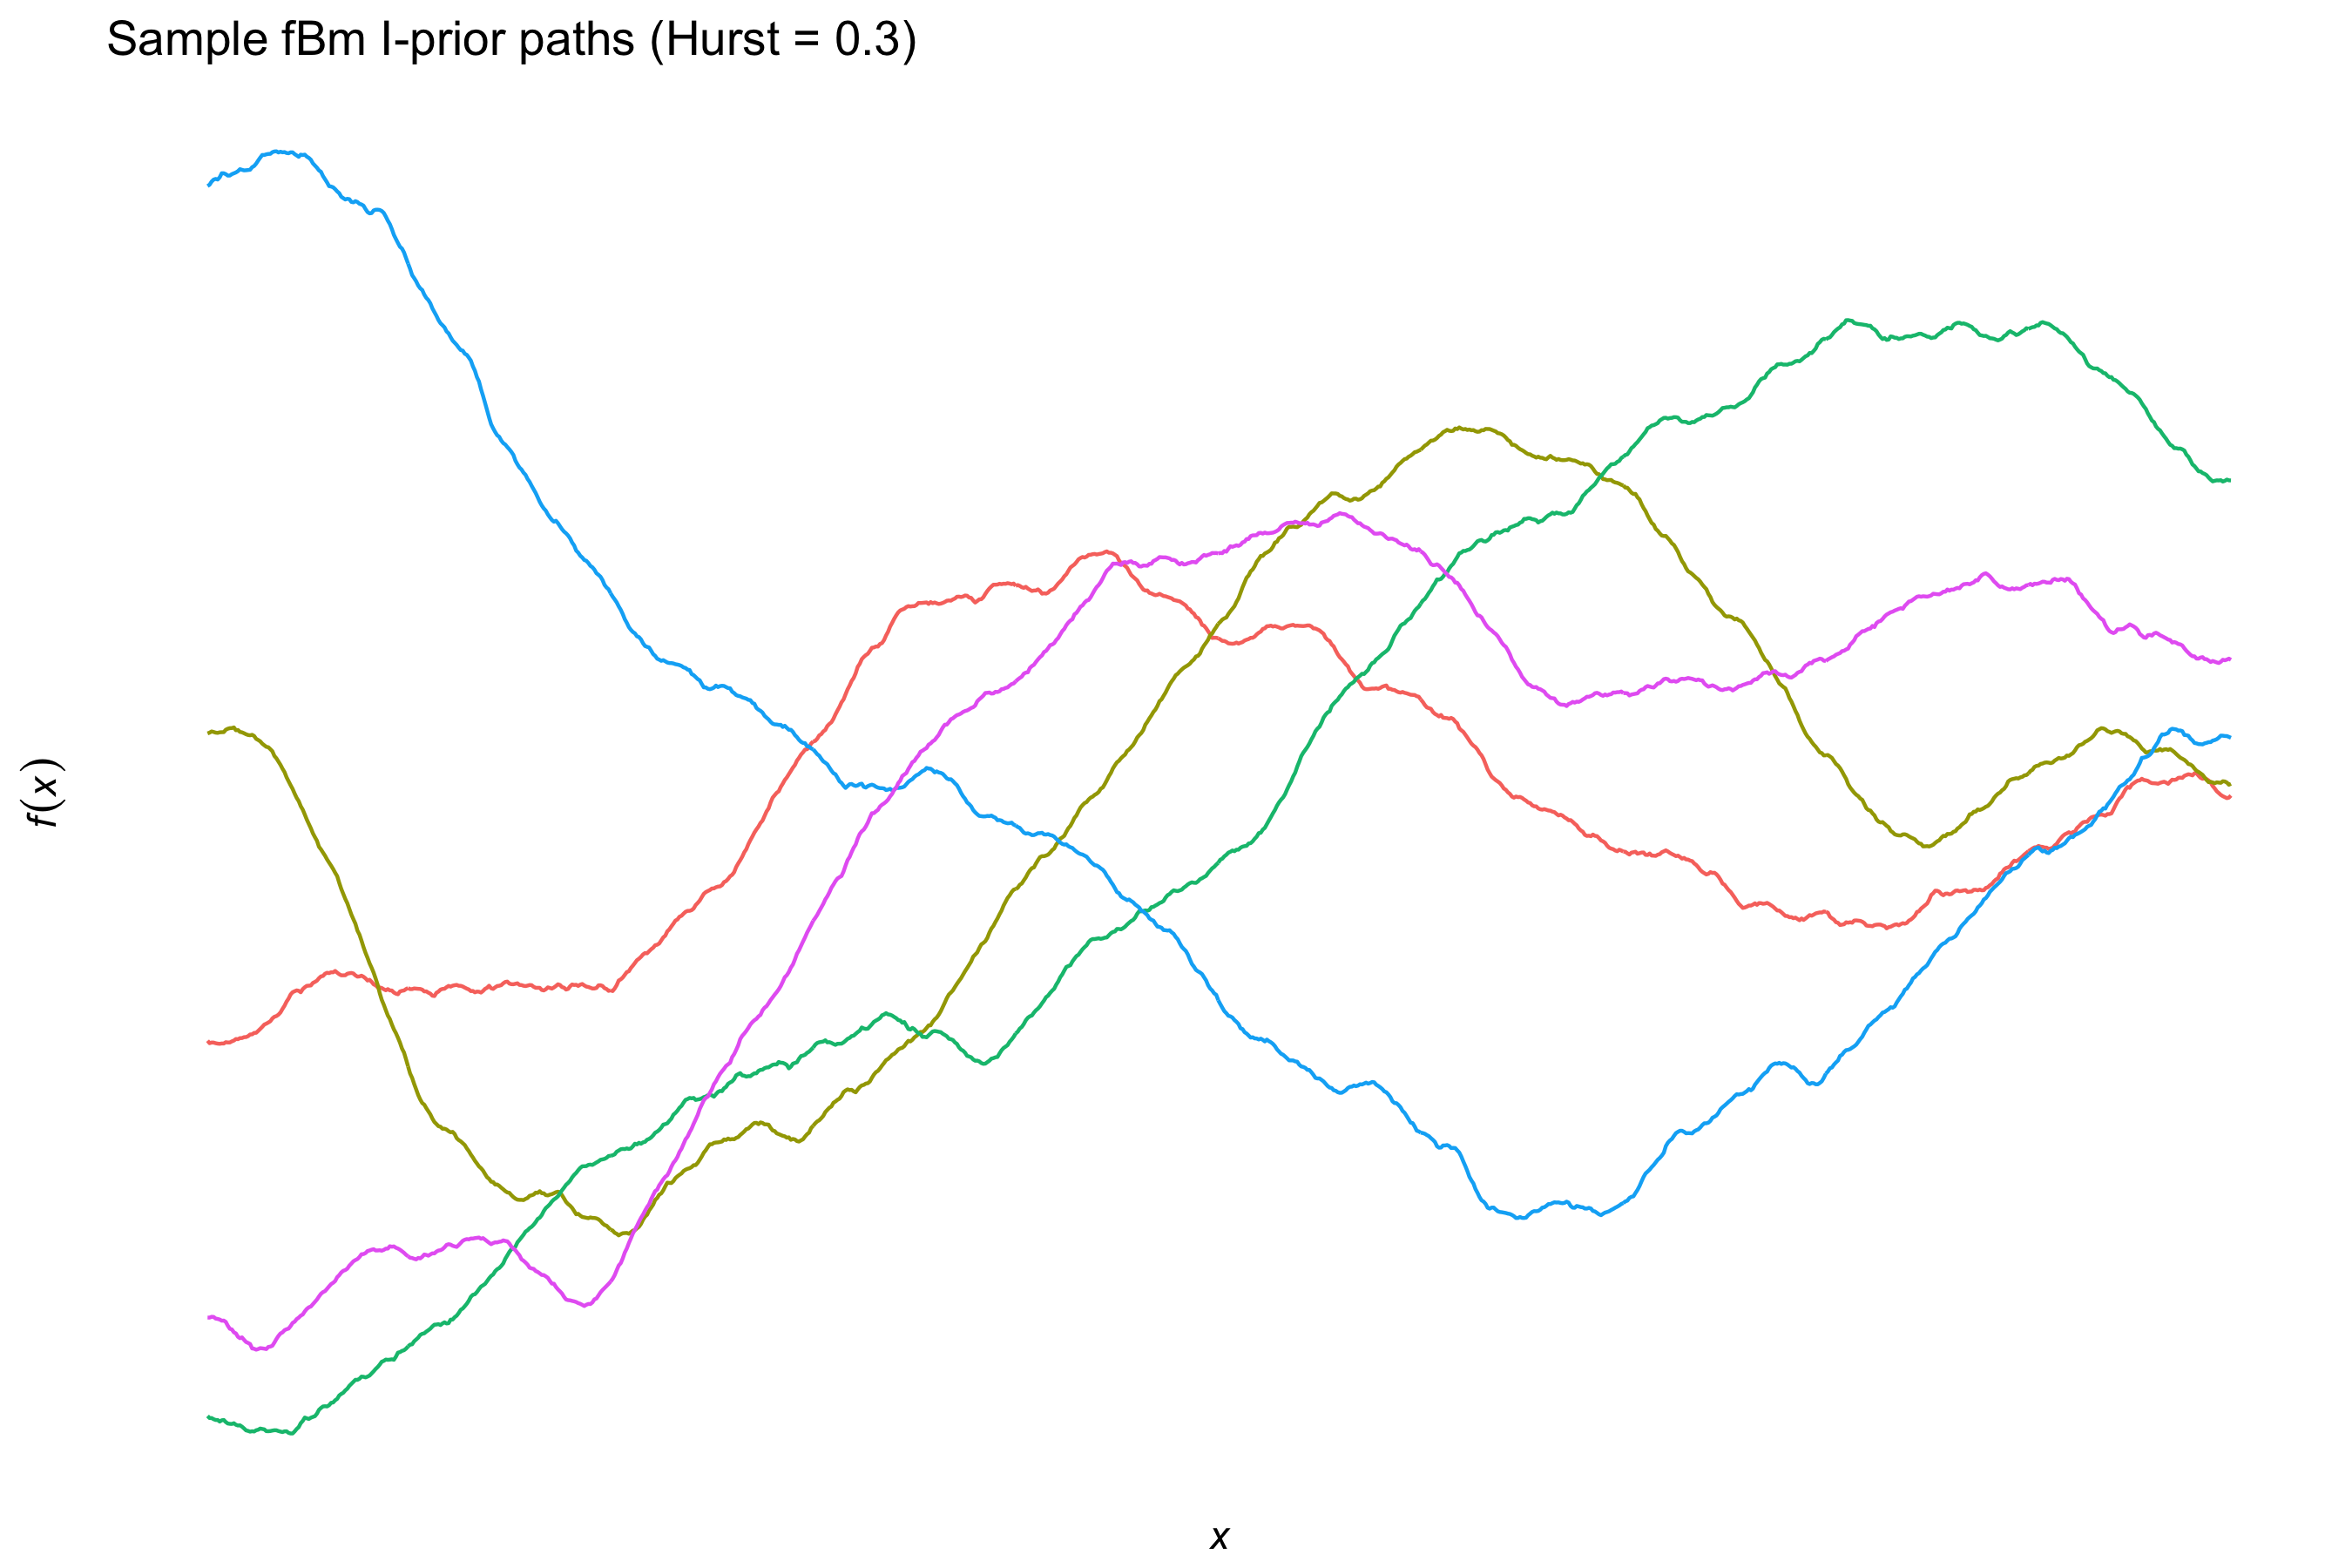 Sample fBm I-prior paths (Hurst = 0.3)
f(x)
x